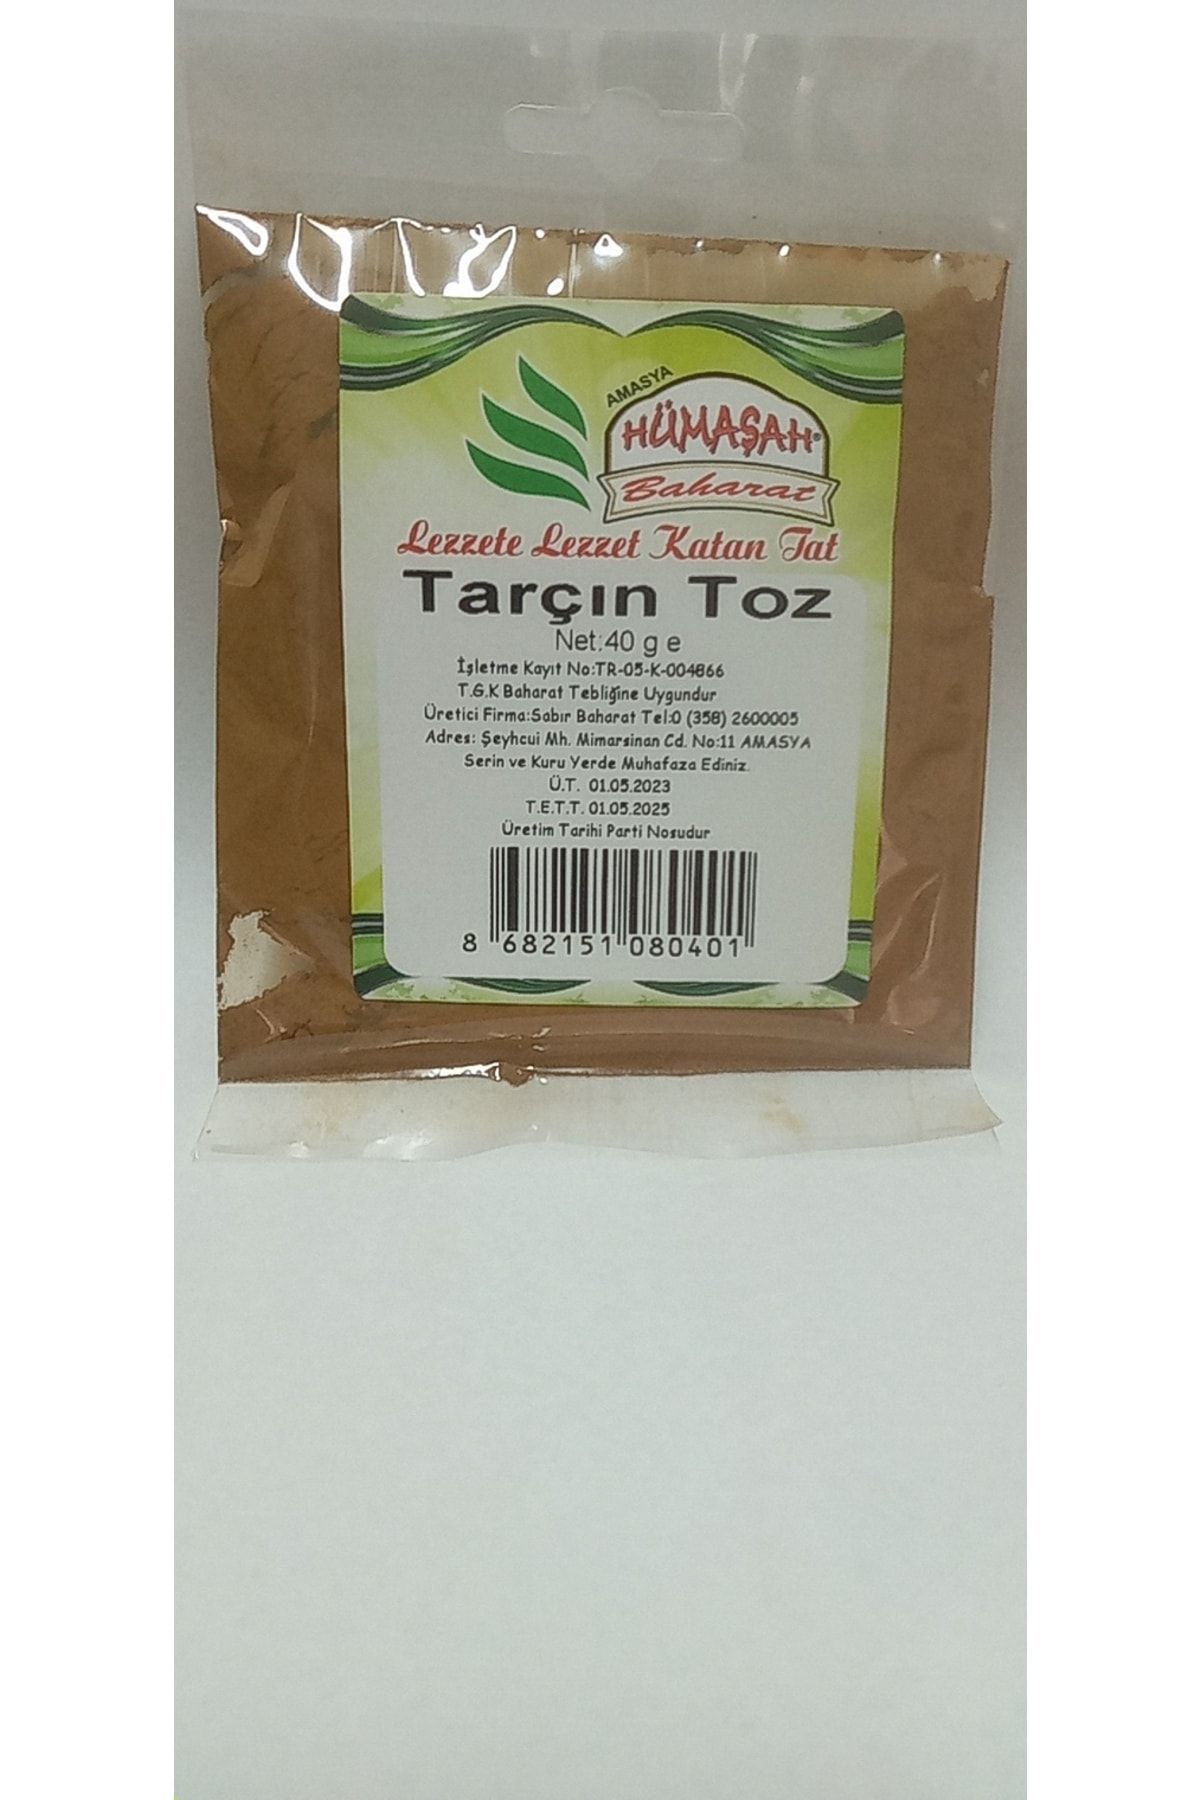 AMASYA
HÜMAŞAH®
Baharat
Lezzete Lezzet Katan Tat
Tarçın Toz
Net:40 g e
İşletme Kayıt No:TR-05-K-004866
T.G.K Baharat Tebliğine Uygundur
Üretici Firma:Sabır Baharat Tel:0 (358) 2600005
Adres: Şeyhcui Mh. Mimarsinan Cd. No:11 AMASYA
Serin ve Kuru Yerde Muhafaza Ediniz.
Ü.T. 01.05.2023
T.E.T.T. 01.05.2025
Üretim Tarihi Parti Nosudur
8 682151 080401